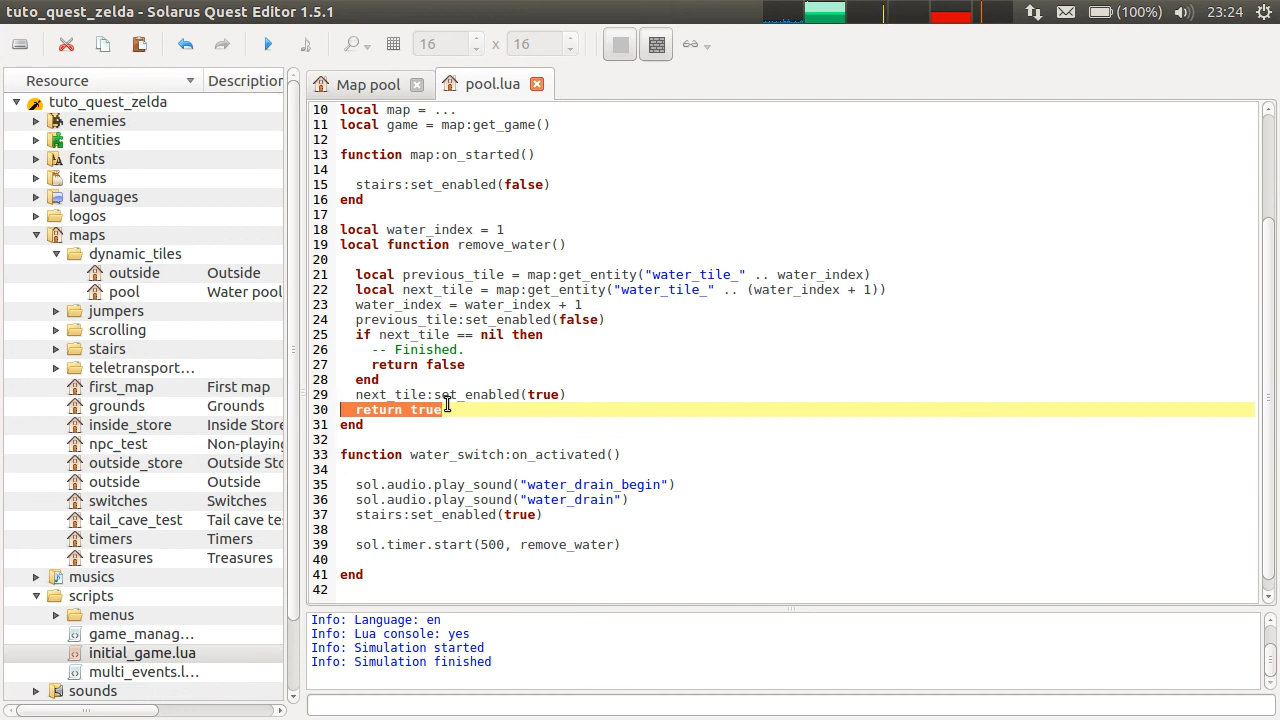 tuto_quest_zelda - Solarus Quest Editor 1.5.1
(100%)
23:24
16 x 16
Resource
Description
tuto_quest_zelda
enemies
entities
fonts
items
languages
logos
maps
dynamic_tiles
outside Outside
pool Water pool
jumpers
scrolling
stairs
teletransport...
first_map First map
grounds Grounds
inside_store Inside Store
npc_test Non-playing
outside_store Outside Sto
outside Outside
switches Switches
tail_cave_test Tail cave te
timers Timers
treasures Treasures
musics
scripts
menus
game_manag...
initial_game.lua
multi_events.l...
sounds
Map pool
pool.lua
10 local map = ...
11 local game = map:get_game()
12
13 function map:on_started()
14
15 stairs:set_enabled(false)
16 end
17
18 local water_index = 1
19 local function remove_water()
20
21 local previous_tile = map:get_entity("water_tile_" .. water_index)
22 local next_tile = map:get_entity("water_tile_" .. (water_index + 1))
23 water_index = water_index + 1
24 previous_tile:set_enabled(false)
25 if next_tile == nil then
26 -- Finished.
27 return false
28 end
29 next_tile:set_enabled(true)
30 return true
31 end
32
33 function water_switch:on_activated()
34
35 sol.audio.play_sound("water_drain_begin")
36 sol.audio.play_sound("water_drain")
37 stairs:set_enabled(true)
38
39 sol.timer.start(500, remove_water)
40
41 end
42
Info: Language: en
Info: Lua console: yes
Info: Simulation started
Info: Simulation finished